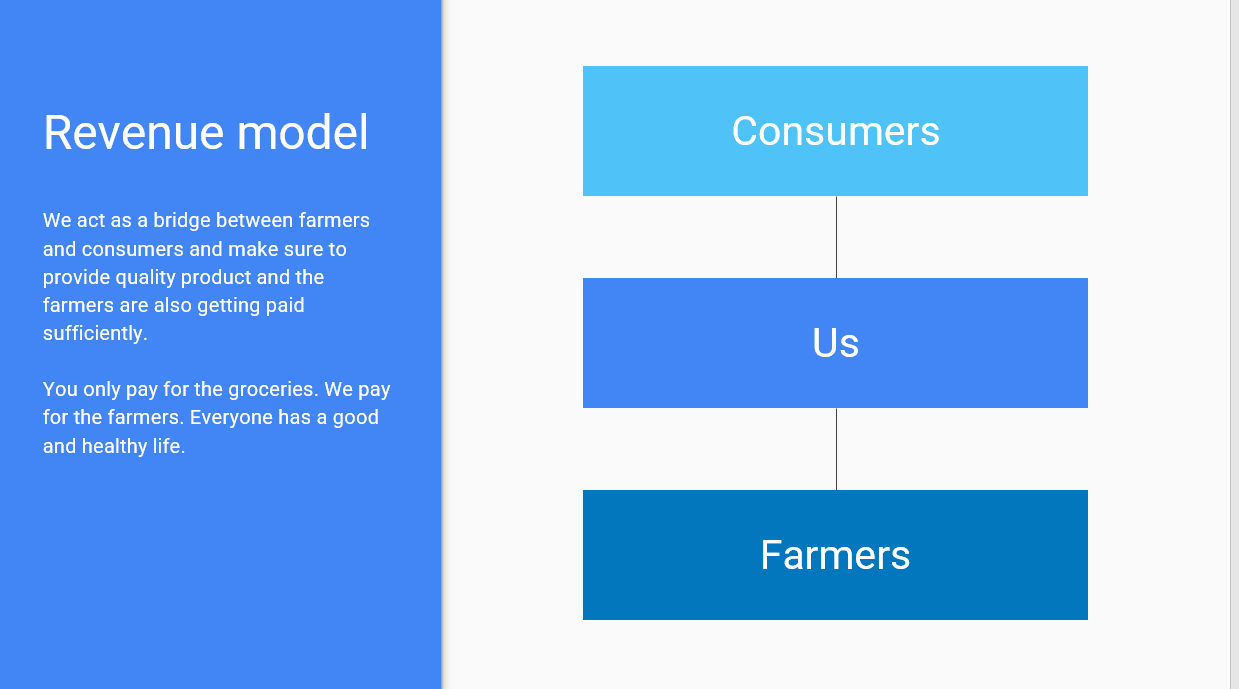 Revenue model
We act as a bridge between farmers
and consumers and make sure to
provide quality product and the
farmers are also getting paid
sufficiently.
You only pay for the groceries. We pay
for the farmers. Everyone has a good
and healthy life.
Consumers
Us
Farmers